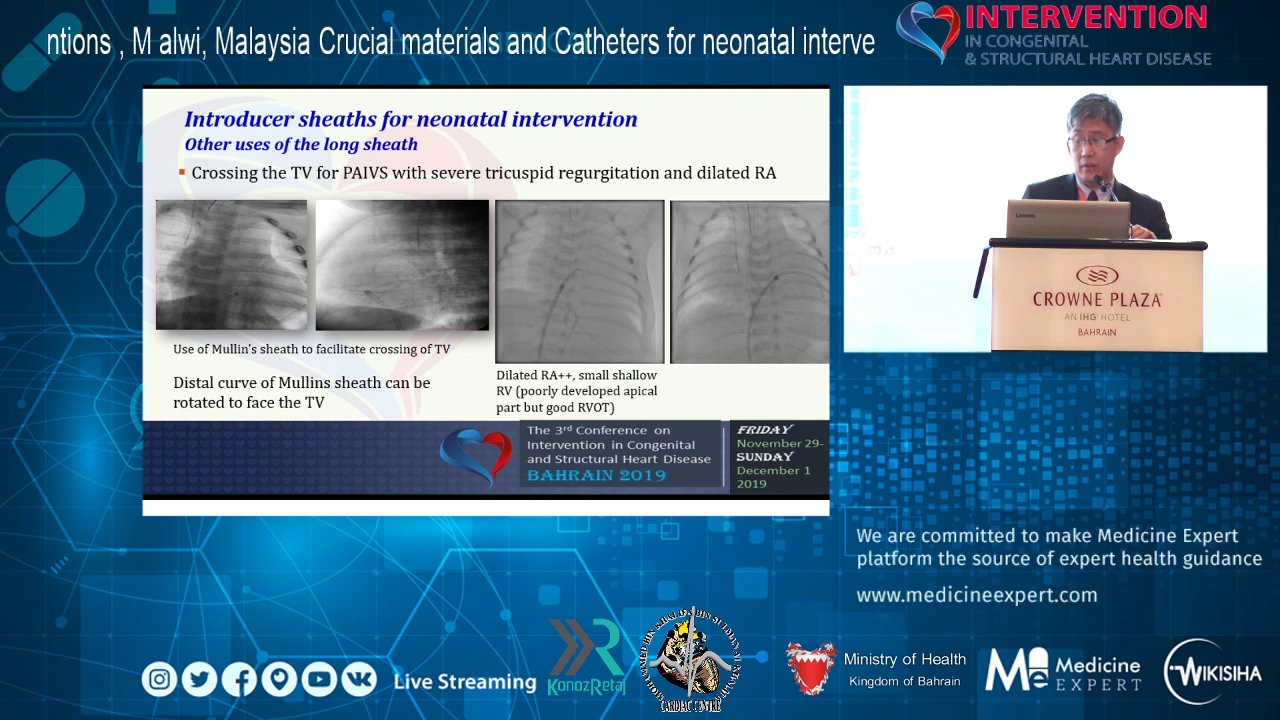 ntions , M alwi, Malaysia Crucial materials and Catheters for neonatal interve
INTERVENTION
IN CONGENITAL
& STRUCTURAL HEART DISEASE
Introducer sheaths for neonatal intervention
Other uses of the long sheath
Crossing the TV for PAIVS with severe tricuspid regurgitation and dilated RA
Use of Mullin's sheath to facilitate crossing of TV
Distal curve of Mullins sheath can be
rotated to face the TV
Dilated RA++, small shallow
RV (poorly developed apical
part but good RVOT)
The 3rd Conference on
Intervention in Congenital
and Structural Heart Disease
BAHRAIN 2019
FRIDAY
November 29-
SUNDAY
December 1
2019
Lenovo
CROWNE PLAZA
AN IHG HOTEL
BAHRAIN
We are committed to make Medicine Expert
platform the source of expert health guidance
www.medicineexpert.com
Live Streaming
KanozRetaj
CARDIAC CENTRE
Ministry of Health
Kingdom of Bahrain
Me Medicine
EXPERT
WIKISIHA